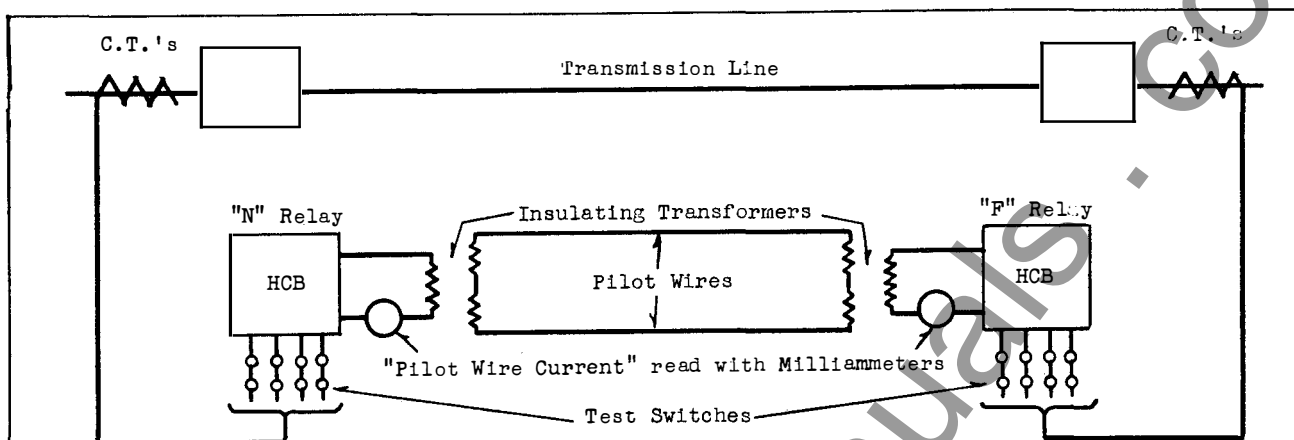 C.T.'s
C.T.'s
Transmission Line
"N" Relay
Insulating Transformers
"F" Relay
HCB
Pilot Wires
HCB
"Pilot Wire Current" read with Milliammeters
Test Switches